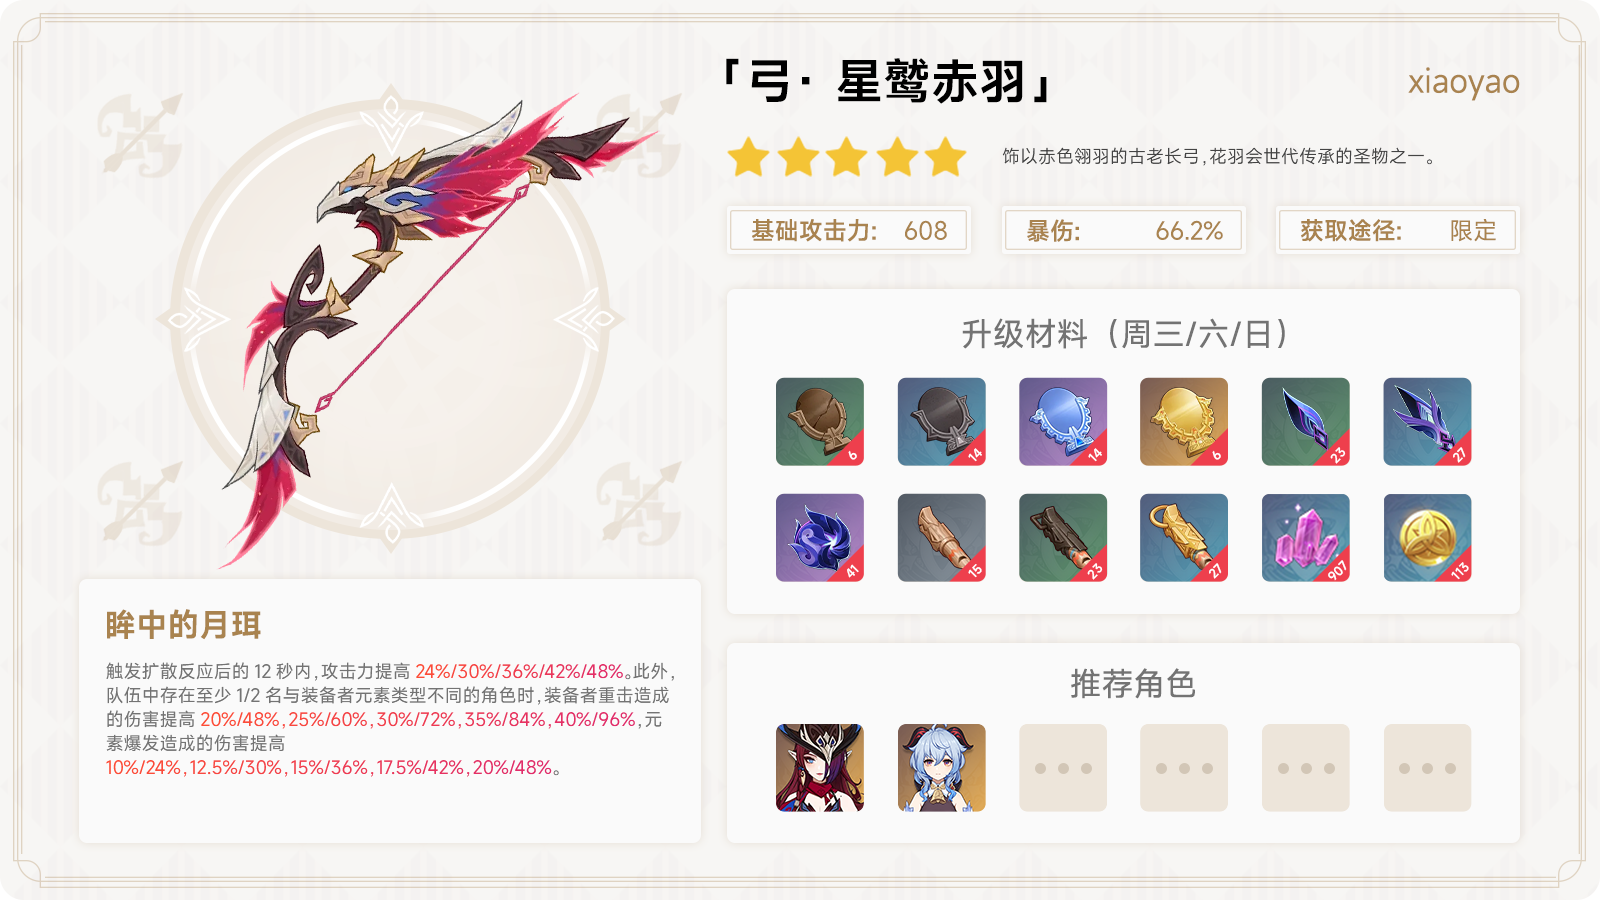 「弓· 星鹫赤羽」
xiaoyao
饰以赤色翎羽的古老长弓,花羽会世代传承的圣物之一。
基础攻击力: 608
暴伤: 66.2%
获取途径: 限定
升级材料（周三/六/日）
6 14 14 6 23 27
41 15 23 27 907 113
眸中的月珥
触发扩散反应后的 12 秒内,攻击力提高 24%/30%/36%/42%/48%。此外,
队伍中存在至少 1/2 名与装备者元素类型不同的角色时,装备者重击造成
的伤害提高 20%/48%,25%/60%,30%/72%,35%/84%,40%/96%,元
素爆发造成的伤害提高
10%/24%,12.5%/30%,15%/36%,17.5%/42%,20%/48%。
推荐角色